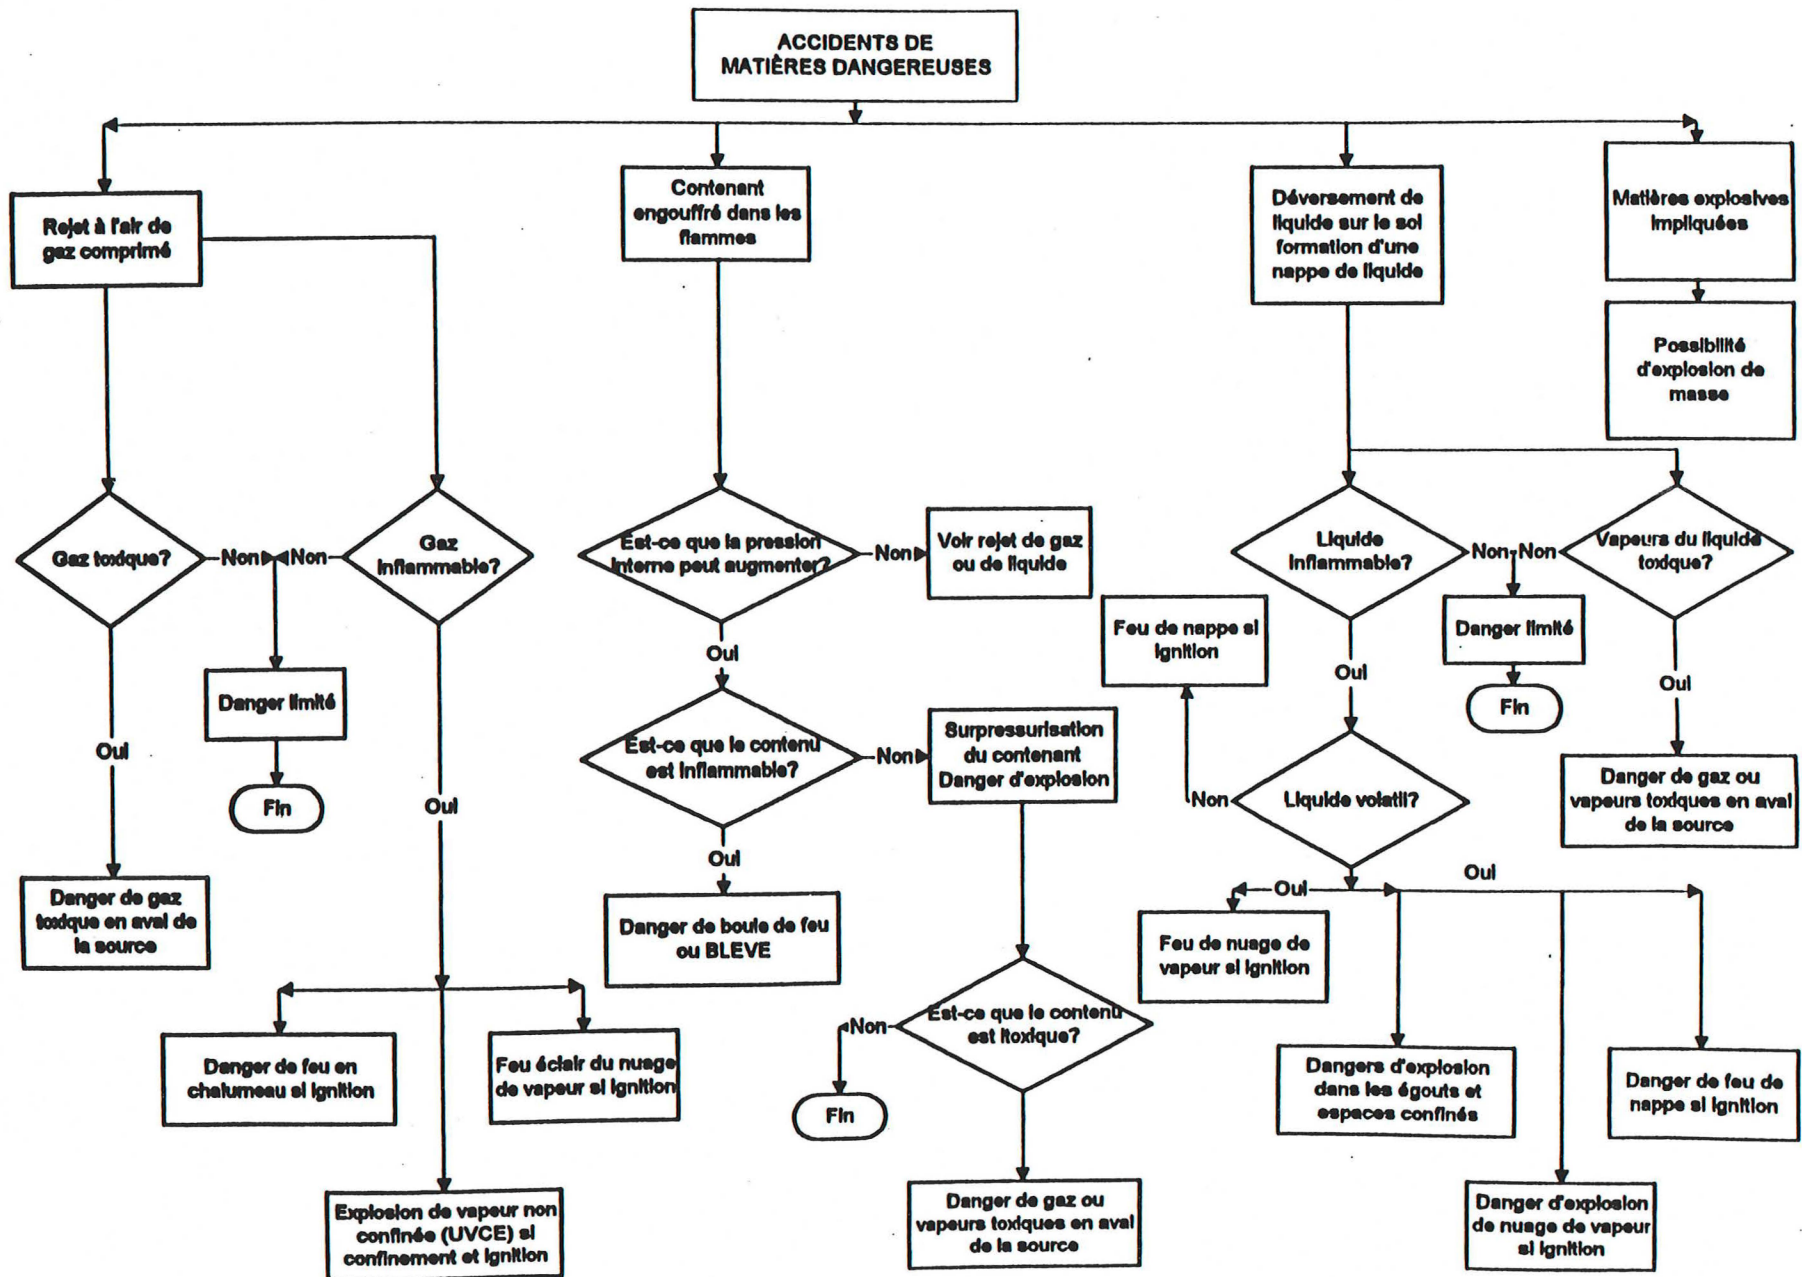 ACCIDENTS DE
MATIÈRES DANGEREUSES
Rejet à l'air de
gaz comprimé
Contenant
engouffré dans les
flammes
Déversement de
liquide sur le sol
formation d'une
nappe de liquide
Matières explosives
impliquées
Possibilité
d'explosion de
masse
Gaz toxique?
Non
Non
Gaz
inflammable?
Est-ce que la pression
interne peut augmenter?
Non
Voir rejet de gaz
ou de liquide
Liquide
inflammable?
Non
Non
Vapeurs du liquide
toxique?
Oui
Danger limité
Fin
Oui
Oui
Feu de nappe si
ignition
Oui
Danger limité
Fin
Oui
Est-ce que le contenu
est inflammable?
Non
Surpressurisation
du contenant
Danger d'explosion
Non
Liquide volatil?
Danger de gaz ou
vapeurs toxiques en aval
de la source
Danger de gaz
toxique en aval de
la source
Oui
Danger de boule de feu
ou BLEVE
Oui
Oui
Feu de nuage de
vapeur si ignition
Danger de feu en
chalumeau si ignition
Feu éclair du nuage
de vapeur si ignition
Non
Est-ce que le contenu
est itoxique?
Fin
Dangers d'explosion
dans les égouts et
espaces confinés
Danger de feu de
nappe si ignition
Explosion de vapeur non
confinée (UVCE) si
confinement et ignition
Danger de gaz ou
vapeurs toxiques en aval
de la source
Danger d'explosion
de nuage de vapeur
si ignition